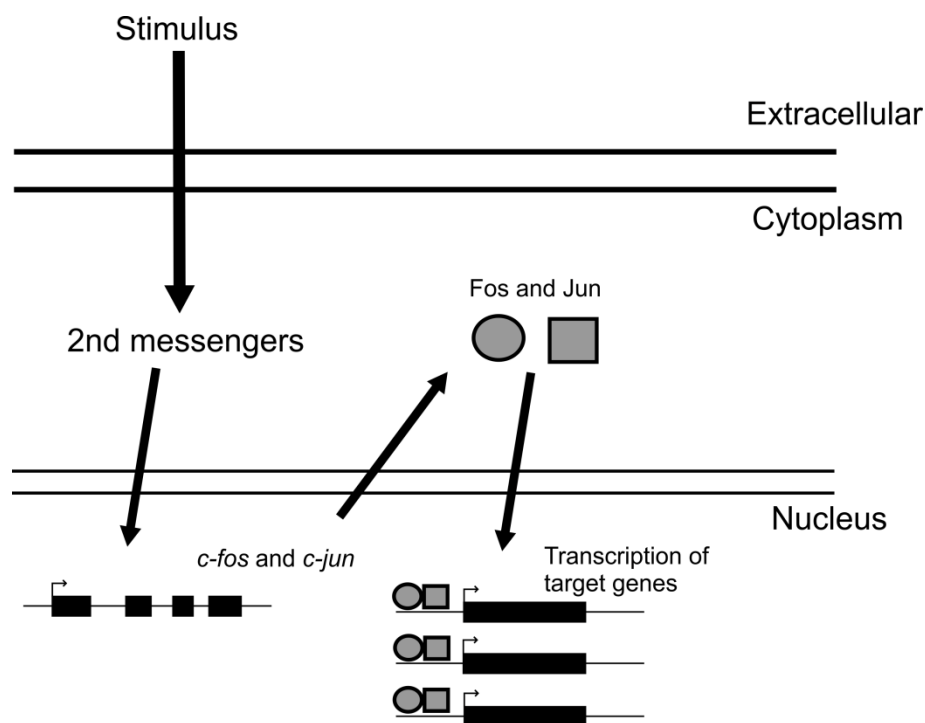 Stimulus
Extracellular
Cytoplasm
Fos and Jun
2nd messengers
Nucleus
c-fos and c-jun
Transcription of
target genes